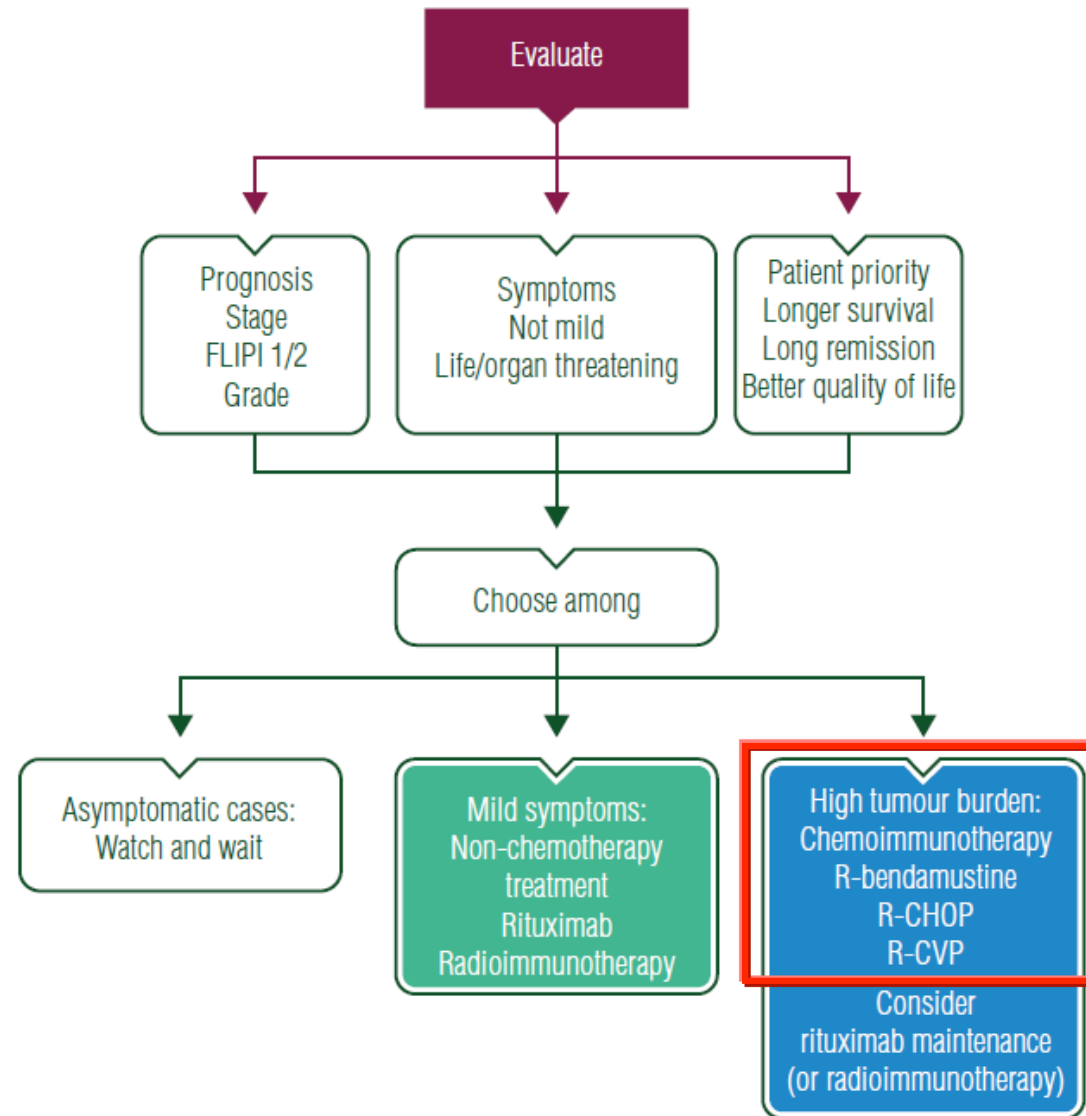 Evaluate
Prognosis
Stage
FLIPI 1/2
Grade
Symptoms
Not mild
Life/organ threatening
Patient priority
Longer survival
Long remission
Better quality of life
Choose among
Asymptomatic cases:
Watch and wait
Mild symptoms:
Non-chemotherapy
treatment
Rituximab
Radioimmunotherapy
High tumour burden:
Chemoimmunotherapy
R-bendamustine
R-CHOP
R-CVP
Consider
rituximab maintenance
(or radioimmunotherapy)